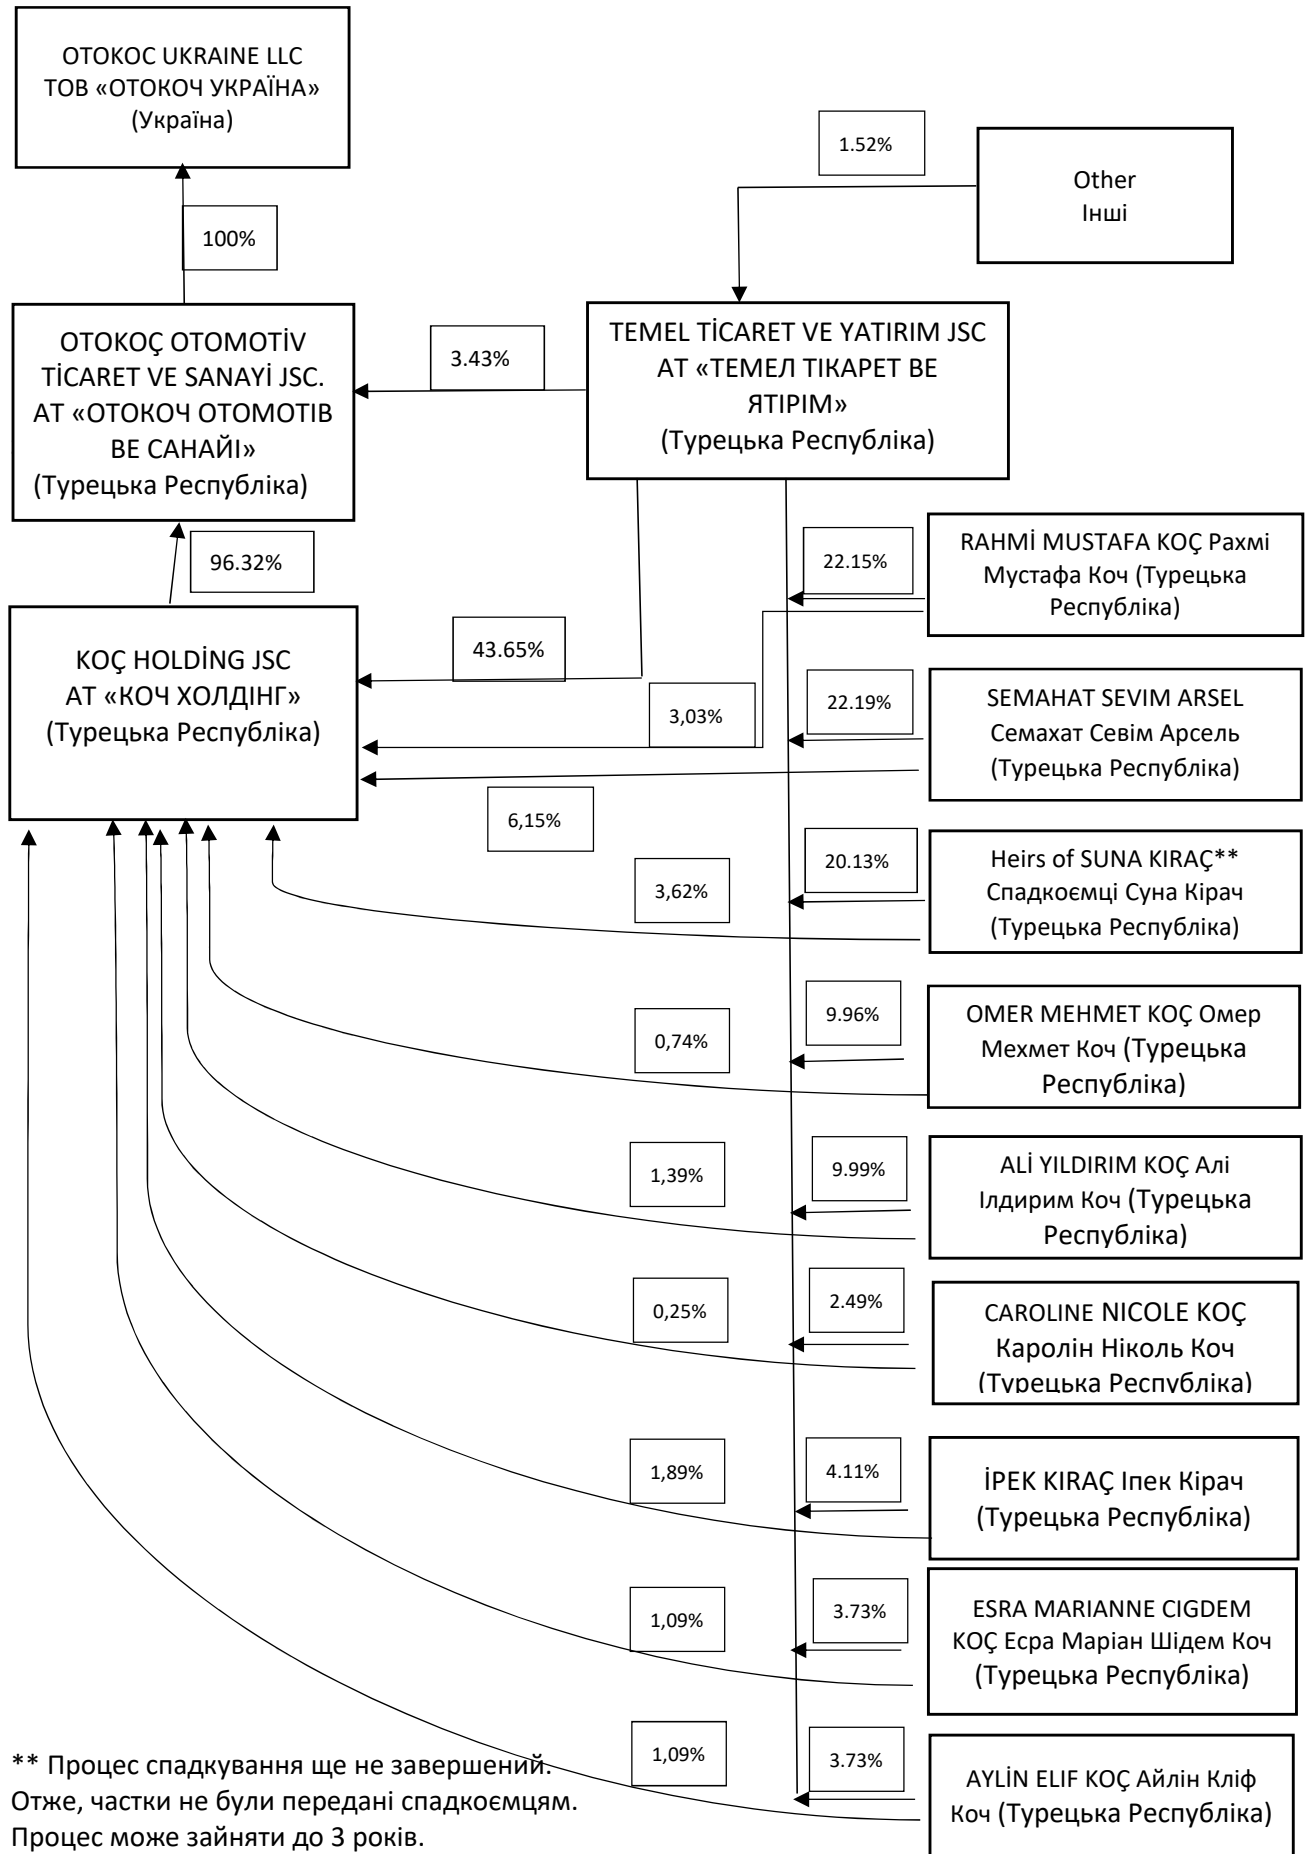 OTOKOC UKRAINE LLC
ТОВ «ОТОКОЧ УКРАЇНА»
(Україна)
1.52%
Other
Інші
100%
OTOKOÇ OTOMOTİV
TİCARET VE SANAYİ JSC.
АТ «ОТОКОЧ ОТОМОТІВ
ВЕ САНАЙІ»
(Турецька Республіка)
3.43%
TEMEL TİCARET VE YATIRIM JSC
АТ «ТЕМЕЛ ТІКАРЕТ ВЕ
ЯТІРІМ»
(Турецька Республіка)
96.32%
22.15%
RAHMİ MUSTAFA KOÇ Рахмі
Мустафа Коч (Турецька
Республіка)
KOÇ HOLDİNG JSC
АТ «КОЧ ХОЛДІНГ»
(Турецька Республіка)
43.65%
3,03%
22.19%
SEMAHAT SEVIM ARSEL
Семахат Севім Арсель
(Турецька Республіка)
6,15%
3,62%
20.13%
Heirs of SUNA KIRAÇ**
Спадкоємці Суна Кірач
(Турецька Республіка)
0,74%
9.96%
OMER MEHMET KOÇ Омер
Мехмет Коч (Турецька
Республіка)
1,39%
9.99%
ALİ YILDIRIM KOÇ Алі
Ілдирим Коч (Турецька
Республіка)
0,25%
2.49%
CAROLINE NICOLE KOÇ
Каролін Ніколь Коч
(Турецька Республіка)
1,89%
4.11%
İPEK KIRAÇ Іпек Кірач
(Турецька Республіка)
1,09%
3.73%
ESRA MARIANNE CIGDEM
KOÇ Есра Маріан Шідем Коч
(Турецька Республіка)
1,09%
3.73%
AYLİN ELIF KOÇ Айлін Кліф
Коч (Турецька Республіка)
** Процес спадкування ще не завершений.
Отже, частки не були передані спадкоємцям.
Процес може зайняти до 3 років.